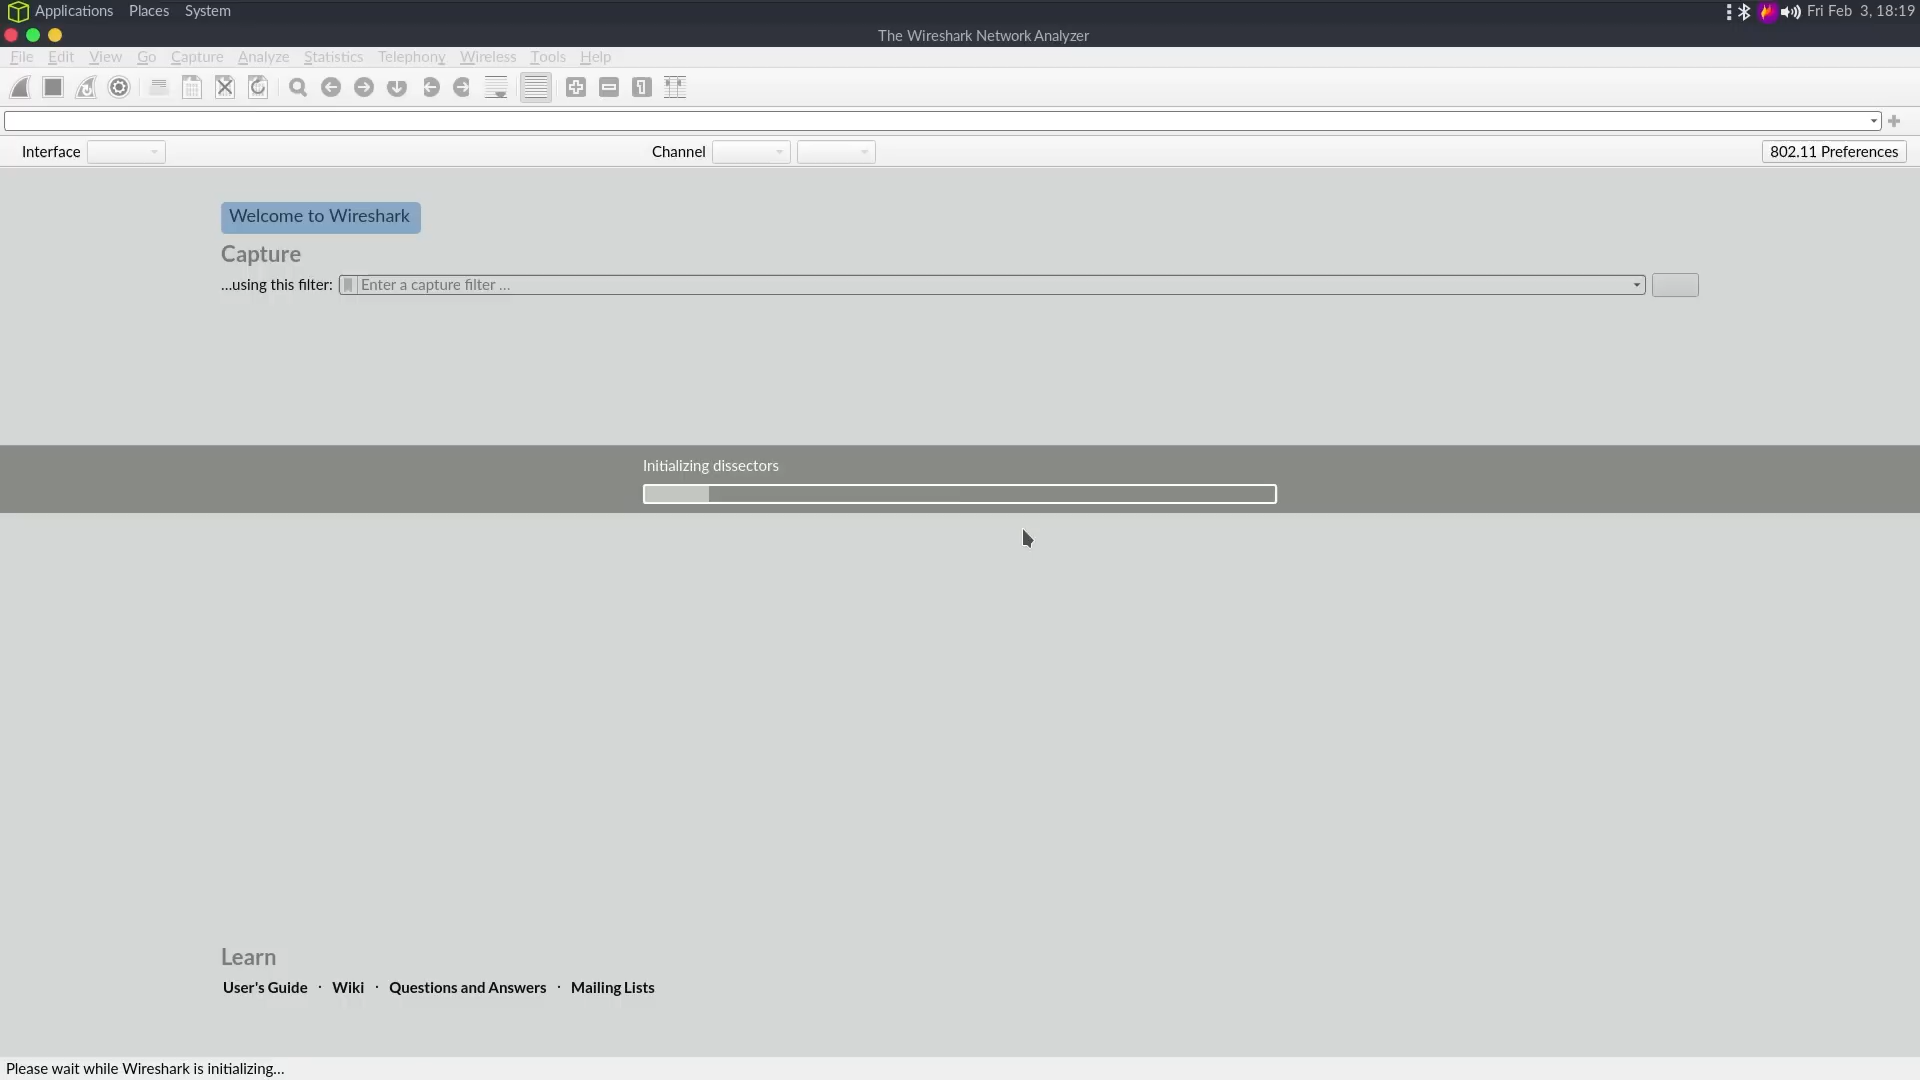 Applications Places System Fri Feb 3, 18:19
The Wireshark Network Analyzer
File Edit View Go Capture Analyze Statistics Telephony Wireless Tools Help
Interface Channel 802.11 Preferences
Welcome to Wireshark
Capture
...using this filter: Enter a capture filter ...
Initializing dissectors
Learn
User's Guide · Wiki · Questions and Answers · Mailing Lists
Please wait while Wireshark is initializing...